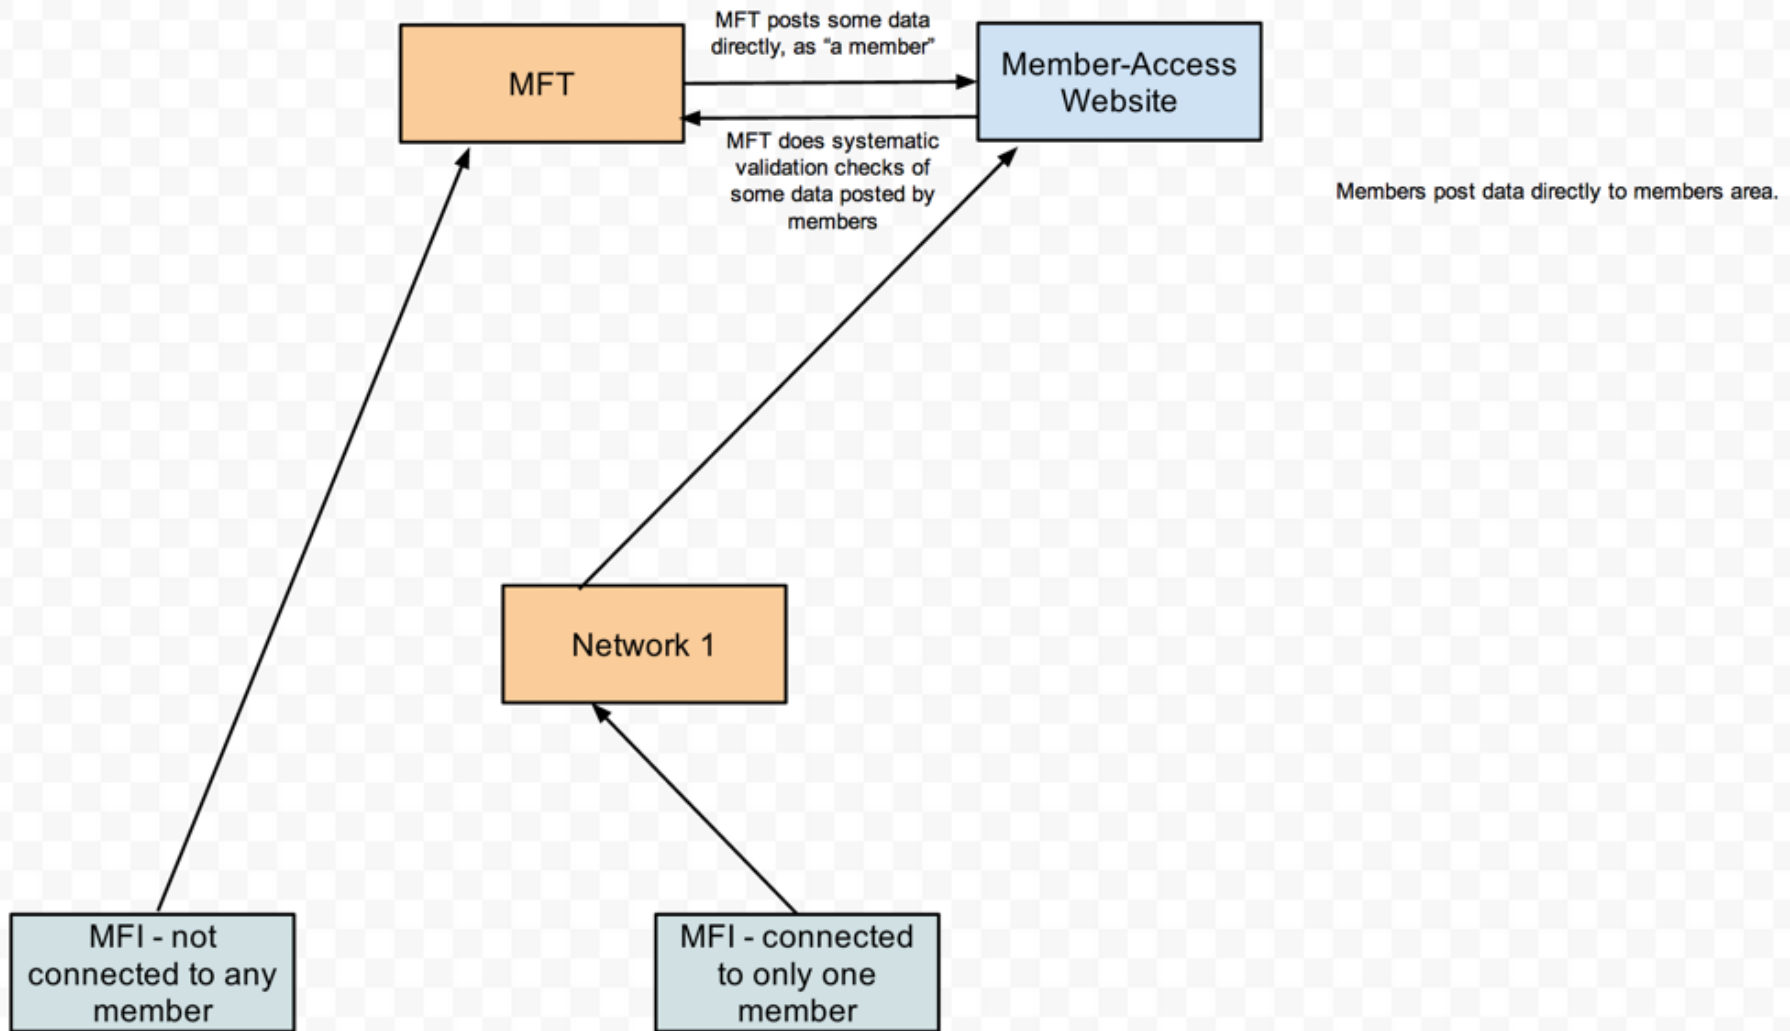 MFT posts some data
directly, as “a member”
MFT
Member-Access
Website
MFT does systematic
validation checks of
some data posted by
members
Members post data directly to members area.
Network 1
MFI - not
connected to any
member
MFI - connected
to only one
member